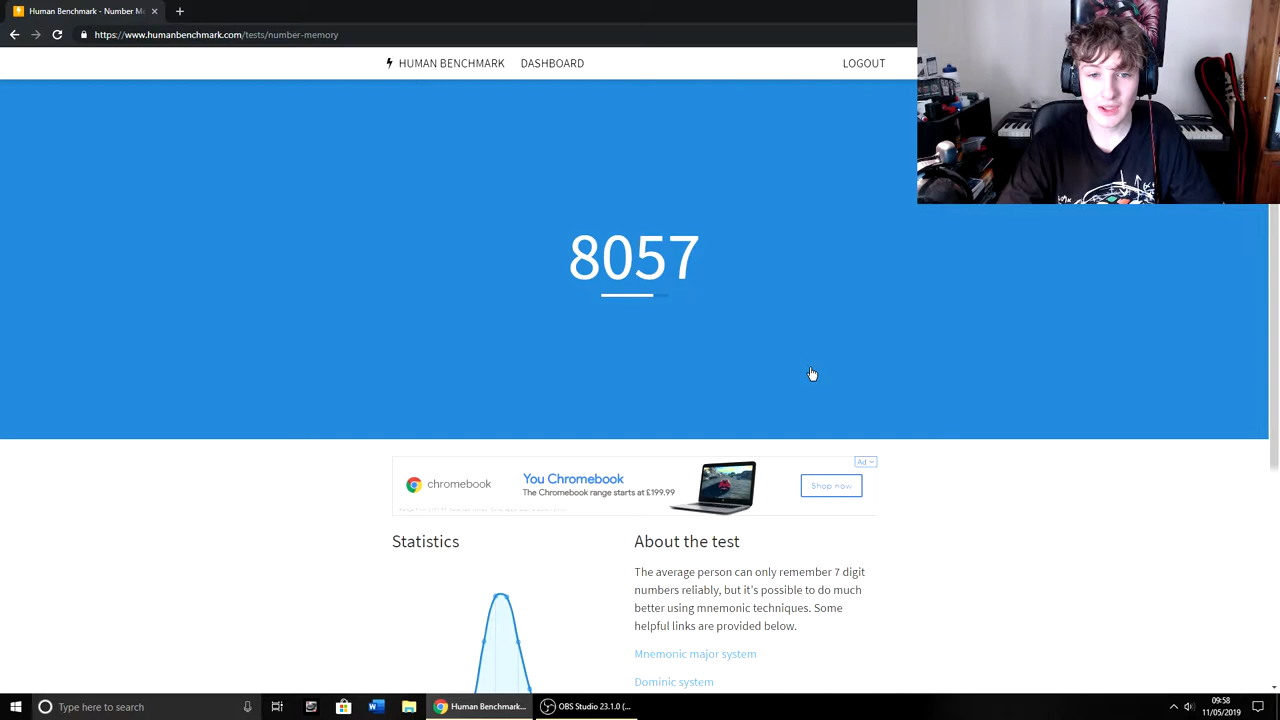 Human Benchmark - Number M
https://www.humanbenchmark.com/tests/number-memory
HUMAN BENCHMARK
DASHBOARD
LOGOUT
8057
Ad
chromebook
You Chromebook
The Chromebook range starts at £199.99
Shop now
Statistics
About the test
The average person can only remember 7 digit
numbers reliably, but it's possible to do much
better using mnemonic techniques. Some
helpful links are provided below.
Mnemonic major system
Dominic system
Type here to search
Human Benchmark...
OBS Studio 23.1.0 (...
09:58
11/05/2019